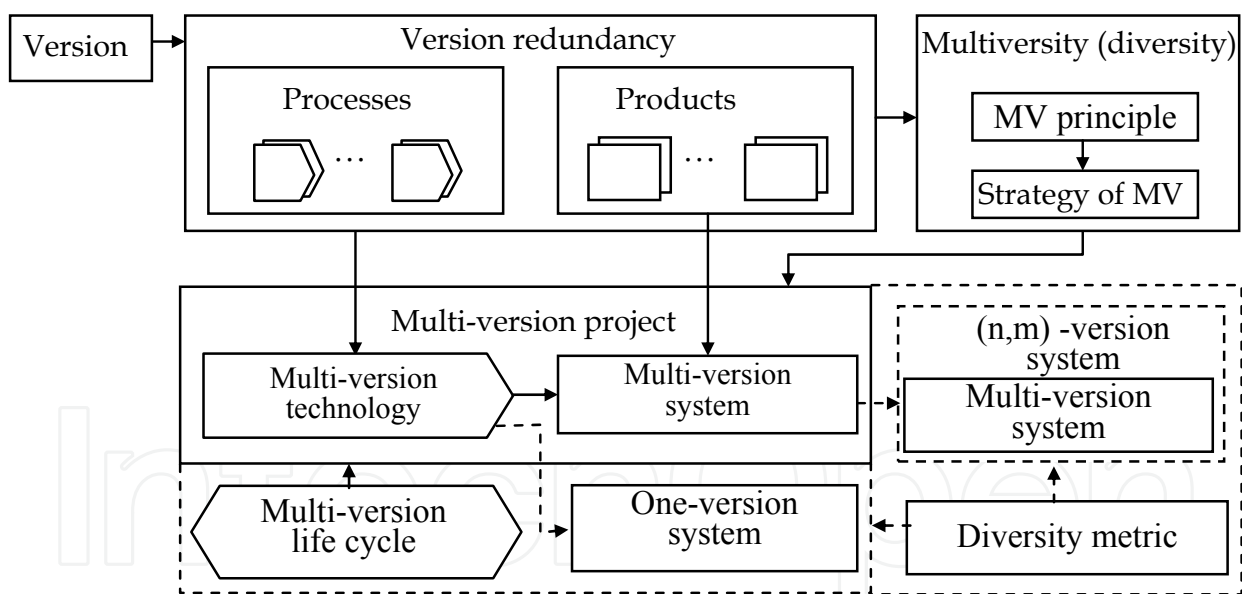 Version
Version redundancy
Multiversity (diversity)
Processes
Products
MV principle
Strategy of MV
...
...
Multi-version project
(n,m) -version
system
Multi-version
technology
Multi-version
system
Multi-version
system
Multi-version
life cycle
One-version
system
Diversity metric
IntechOpen